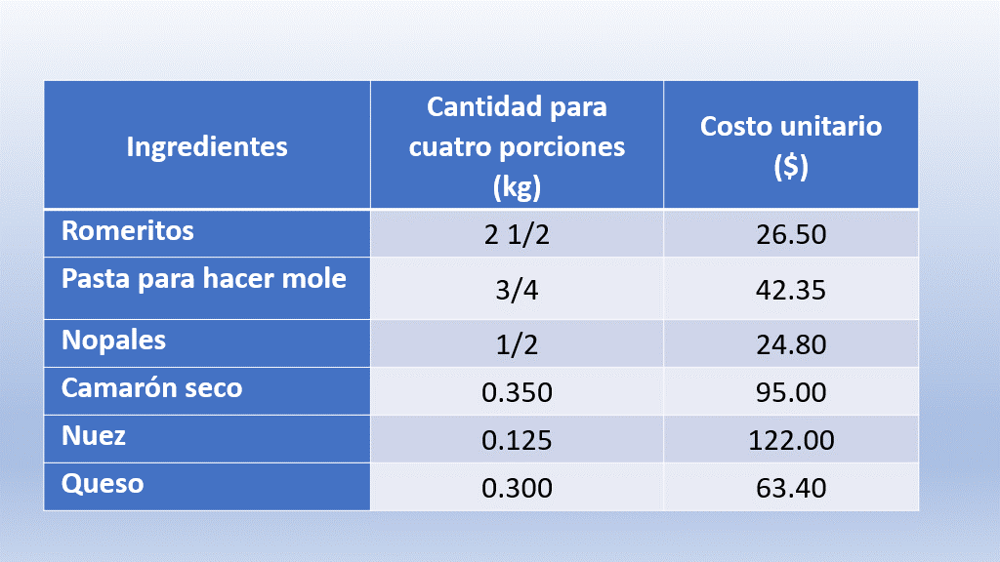 Ingredientes
Cantidad para
cuatro porciones
(kg)
Costo unitario
($)
Romeritos
2 1/2
26.50
Pasta para hacer mole
3/4
42.35
Nopales
1/2
24.80
Camarón seco
0.350
95.00
Nuez
0.125
122.00
Queso
0.300
63.40